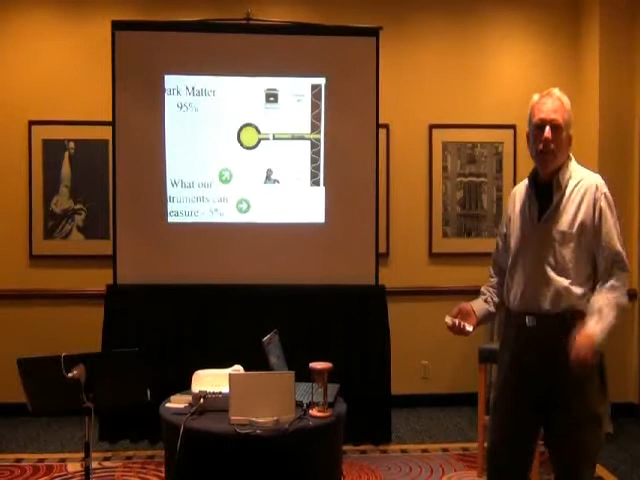 ark Matter
95%
What our
truments can
easure - 5%